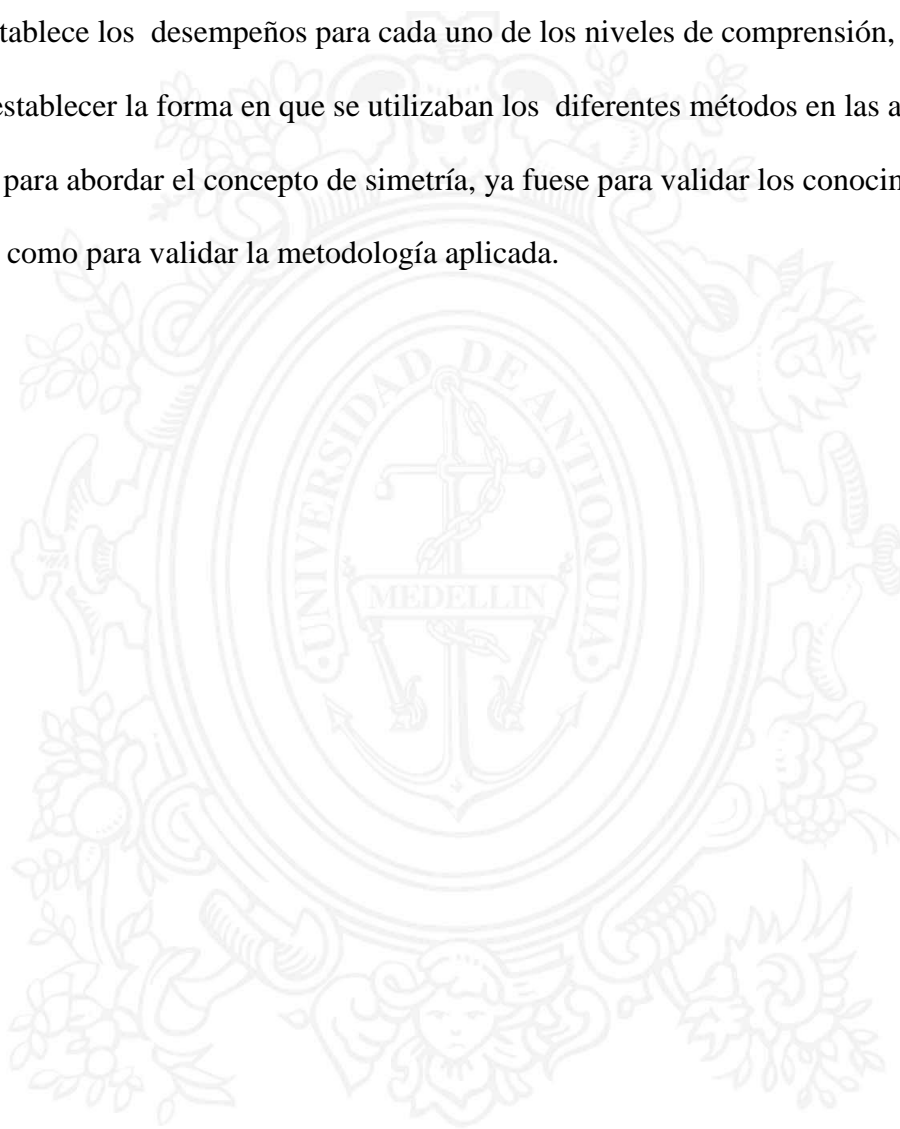 tablece los desempeños para cada uno de los niveles de comprensión,
establecer la forma en que se utilizaban los diferentes métodos en las a
para abordar el concepto de simetría, ya fuese para validar los conocin
como para validar la metodología aplicada.
UNIVERSIDAD DE ANTIOQUIA
MEDELLIN